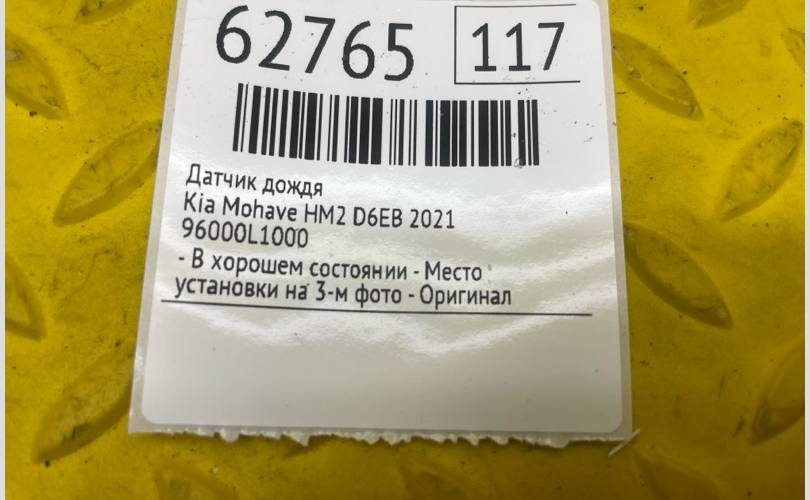 62765 117
Датчик дождя
Kia Mohave HM2 D6EB 2021
96000L1000
- В хорошем состоянии - Место
установки на 3-м фото - Оригинал